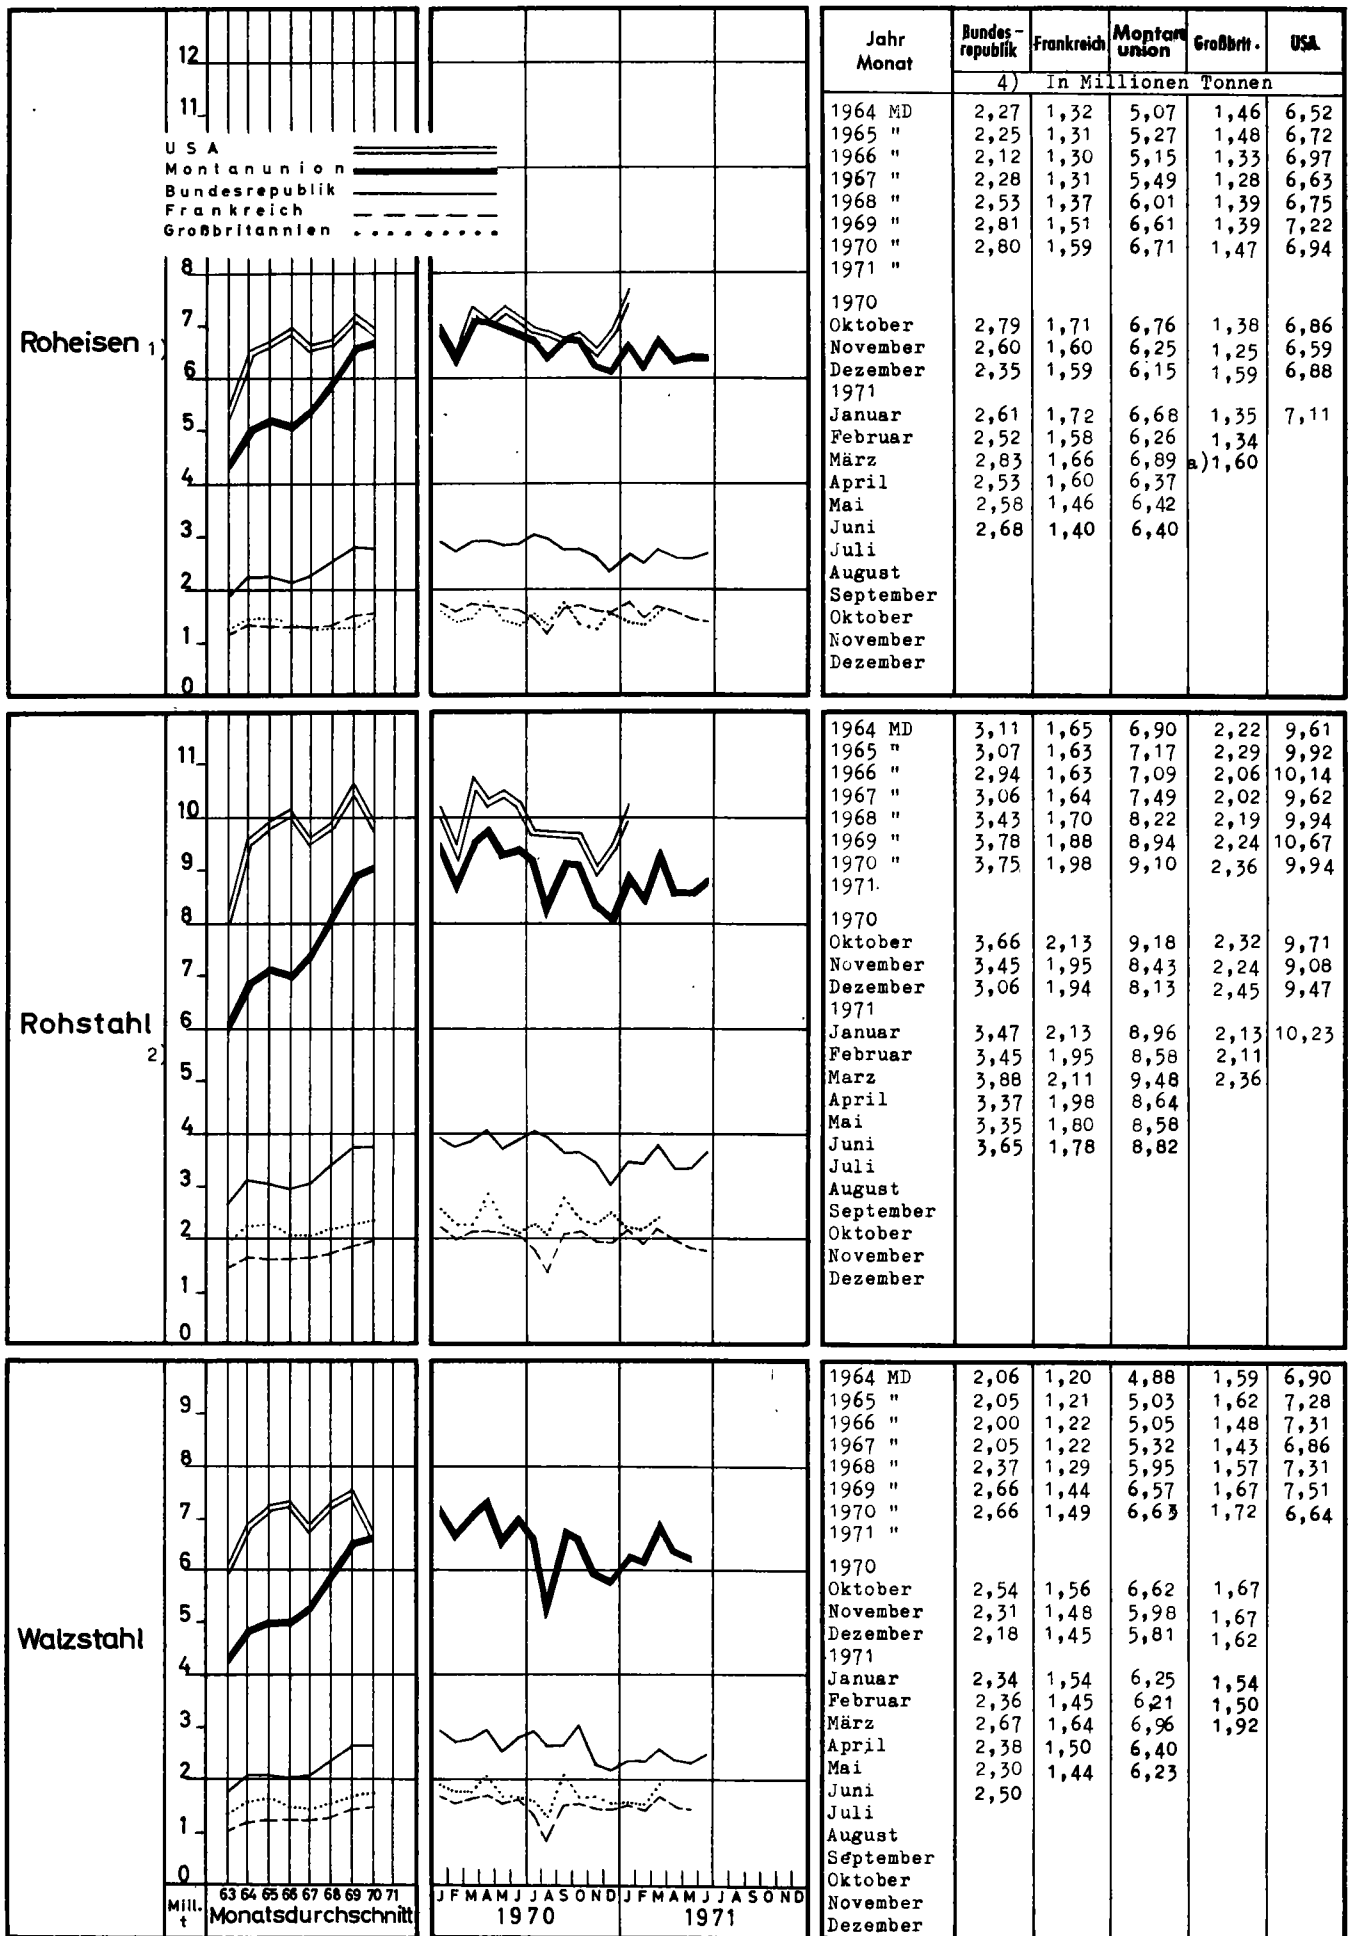 12
11
U S A
Montanunion
Bundesrepublik
Frankreich
Großbritannien
8
7
Roheisen 1)
6
5
4
3
2
1
0
Jahr Monat Bundes-republik Frankreich Montanunion Großbrit. USA
4) In Millionen Tonnen
1964 MD 2,27 1,32 5,07 1,46 6,52
1965 " 2,25 1,31 5,27 1,48 6,72
1966 " 2,12 1,30 5,15 1,33 6,97
1967 " 2,28 1,31 5,49 1,28 6,63
1968 " 2,53 1,37 6,01 1,39 6,75
1969 " 2,81 1,51 6,61 1,39 7,22
1970 " 2,80 1,59 6,71 1,47 6,94
1971 "
1970
Oktober 2,79 1,71 6,76 1,38 6,86
November 2,60 1,60 6,25 1,25 6,59
Dezember 2,35 1,59 6,15 1,59 6,88
1971
Januar 2,61 1,72 6,68 1,35 7,11
Februar 2,52 1,58 6,26 1,34
März 2,83 1,66 6,89 a)1,60
April 2,53 1,60 6,37
Mai 2,58 1,46 6,42
Juni 2,68 1,40 6,40
Juli
August
September
Oktober
November
Dezember
11
10
9
8
7
Rohstahl 2)
6
5
4
3
2
1
0
1964 MD 3,11 1,65 6,90 2,22 9,61
1965 " 3,07 1,63 7,17 2,29 9,92
1966 " 2,94 1,63 7,09 2,06 10,14
1967 " 3,06 1,64 7,49 2,02 9,62
1968 " 3,43 1,70 8,22 2,19 9,94
1969 " 3,78 1,88 8,94 2,24 10,67
1970 " 3,75 1,98 9,10 2,36 9,94
1971.
1970
Oktober 3,66 2,13 9,18 2,32 9,71
November 3,45 1,95 8,43 2,24 9,08
Dezember 3,06 1,94 8,13 2,45 9,47
1971
Januar 3,47 2,13 8,96 2,13 10,23
Februar 3,45 1,95 8,58 2,11
Marz 3,88 2,11 9,48 2,36
April 3,37 1,98 8,64
Mai 3,35 1,80 8,58
Juni 3,65 1,78 8,82
Juli
August
September
Oktober
November
Dezember
9
8
7
6
5
Walzstahl
4
3
2
1
0
Mill. t
63 64 65 66 67 68 69 70 71
Monatsdurchschnitt
J F M A M J J A S O N D J F M A M J J A S O N D
1970 1971
1964 MD 2,06 1,20 4,88 1,59 6,90
1965 " 2,05 1,21 5,03 1,62 7,28
1966 " 2,00 1,22 5,05 1,48 7,31
1967 " 2,05 1,22 5,32 1,43 6,86
1968 " 2,37 1,29 5,95 1,57 7,31
1969 " 2,66 1,44 6,57 1,67 7,51
1970 " 2,66 1,49 6,63 1,72 6,64
1971 "
1970
Oktober 2,54 1,56 6,62 1,67
November 2,31 1,48 5,98 1,67
Dezember 2,18 1,45 5,81 1,62
1971
Januar 2,34 1,54 6,25 1,54
Februar 2,36 1,45 6,21 1,50
März 2,67 1,64 6,96 1,92
April 2,38 1,50 6,40
Mai 2,30 1,44 6,23
Juni 2,50
Juli
August
September
Oktober
November
Dezember